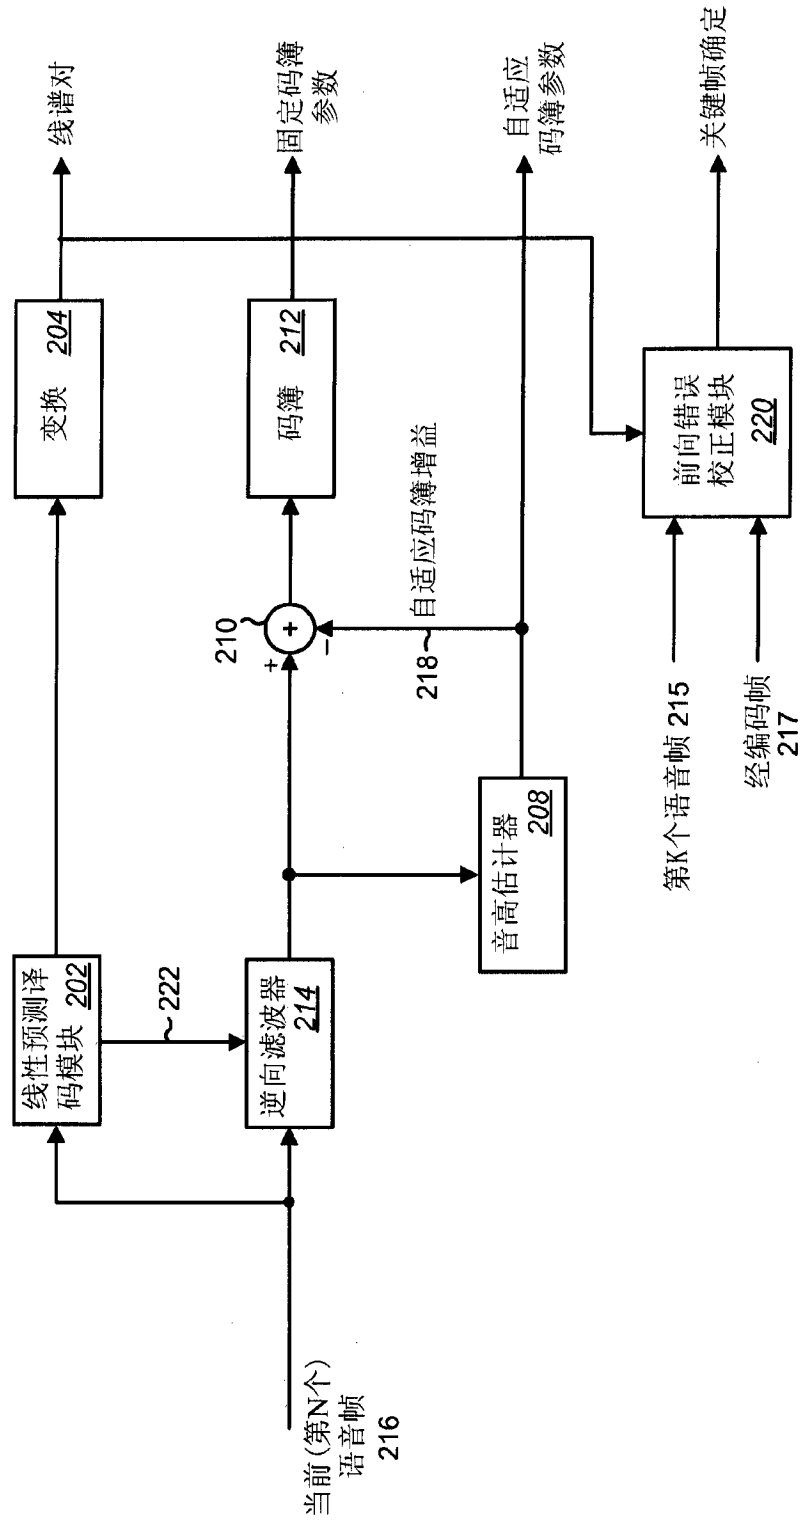 当前(第N个)
语音帧
216
线性预测译
码模块 202
222
逆向滤波器
214
音高估计器
208
变换 204
210
+
+
−
码簿 212
218
自适应码簿增益
第K个语音帧 215
经编码帧
217
前向错误
校正模块
220
线谱对
固定码簿
参数
自适应
码簿参数
关键帧确定